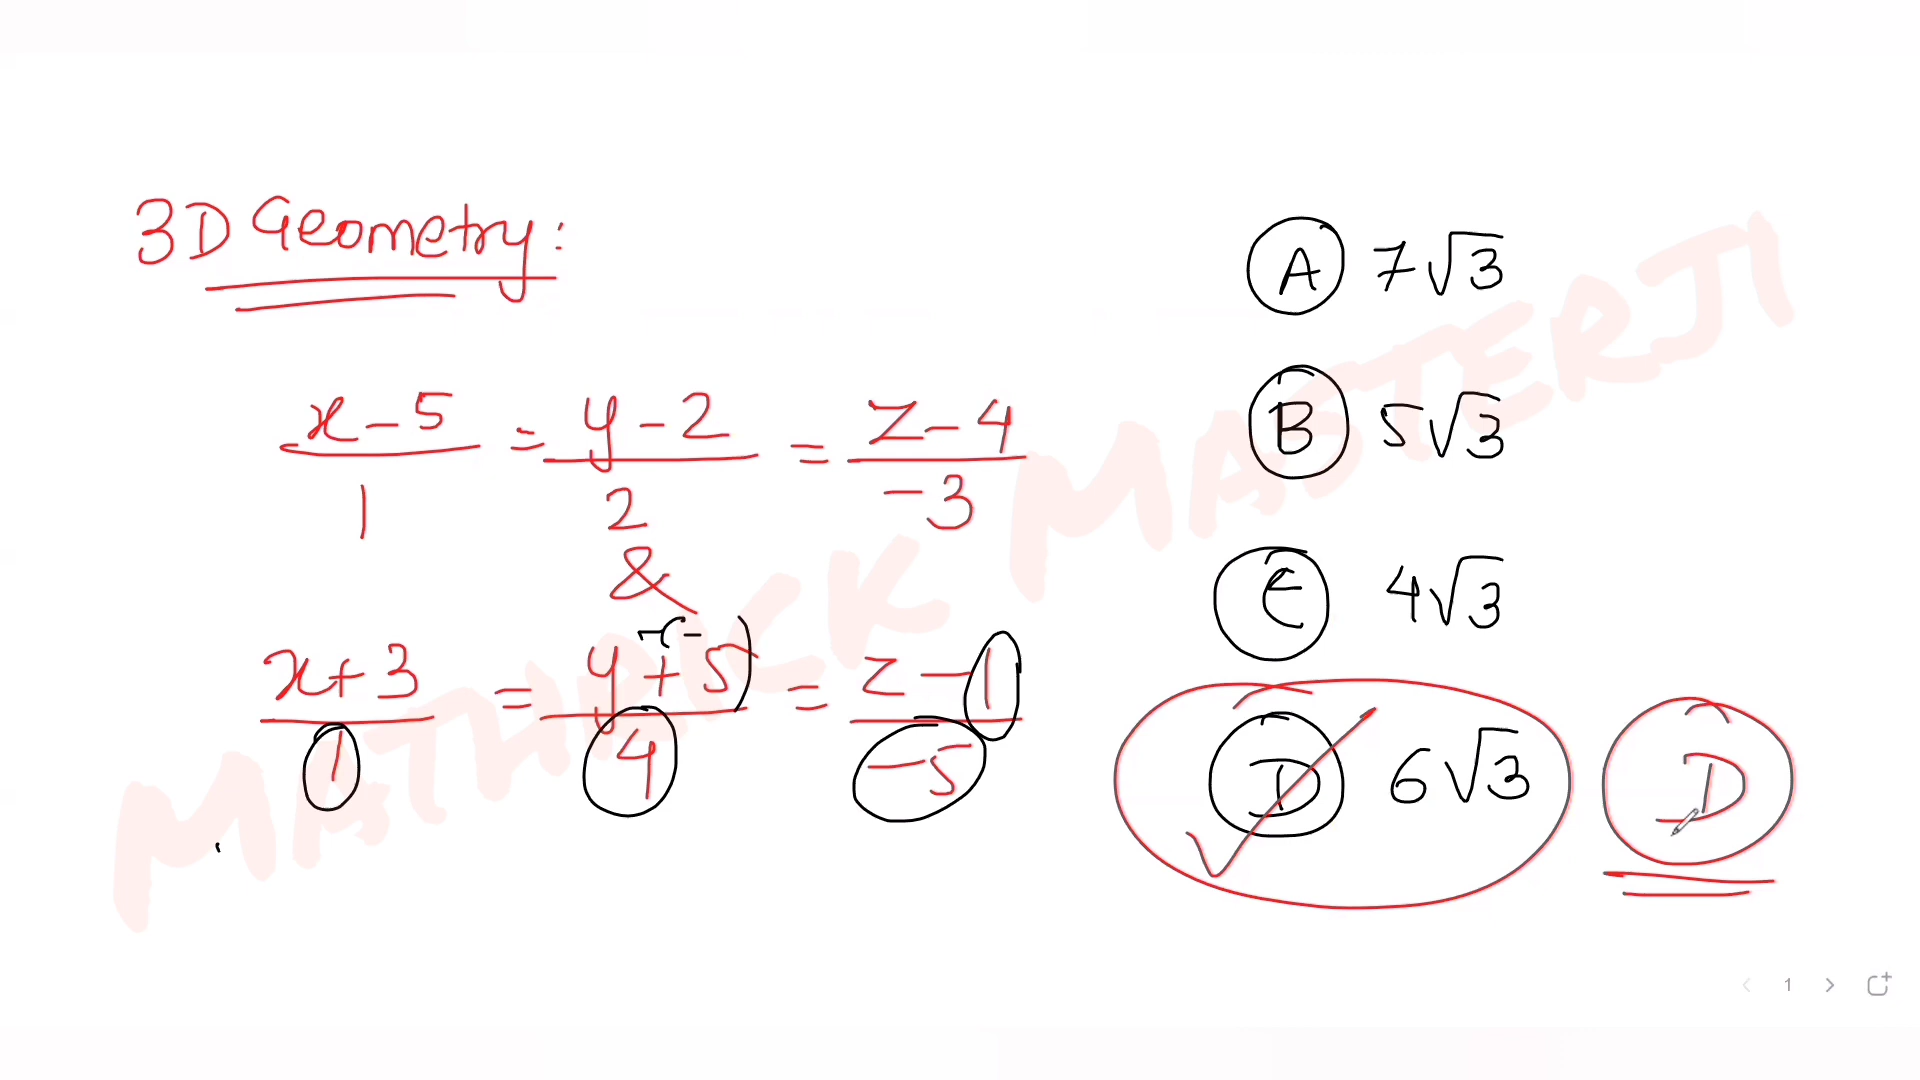 3D Geometry:
x-5/1 = y-2/2 = z-4/-3
&
-(-
x+3/1 = y+5)/4 = z-1/-5
A 7√3
B 5√3
C 4√3
D 6√3
D
MATHPICK MASTERJI
1